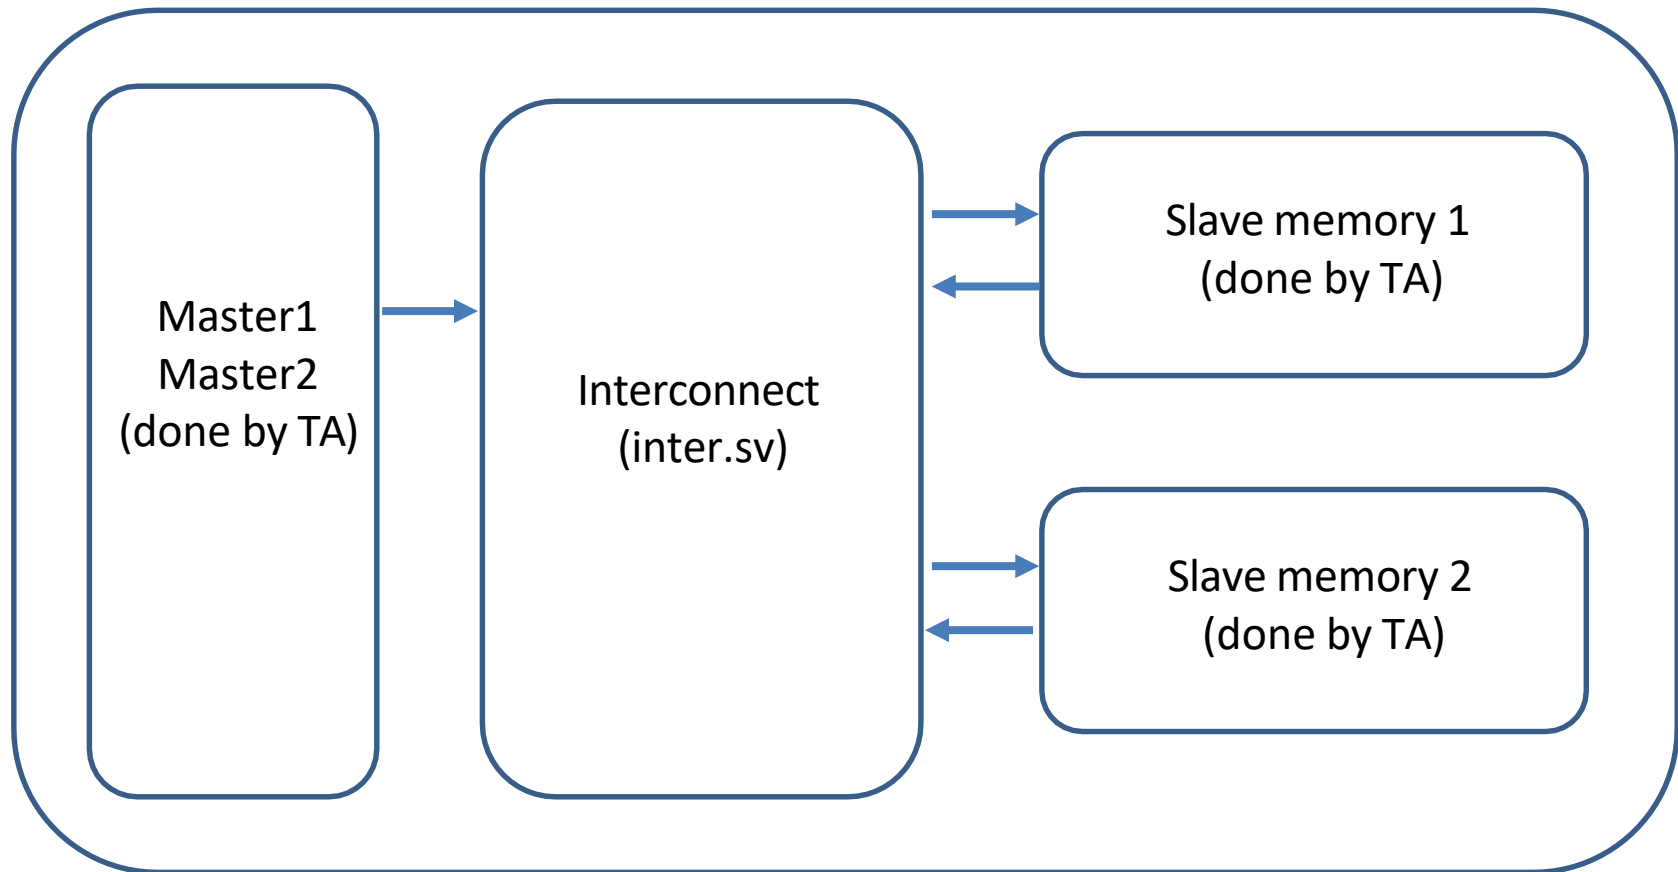 Master1
Master2
(done by TA)
Interconnect
(inter.sv)
Slave memory 1
(done by TA)
Slave memory 2
(done by TA)